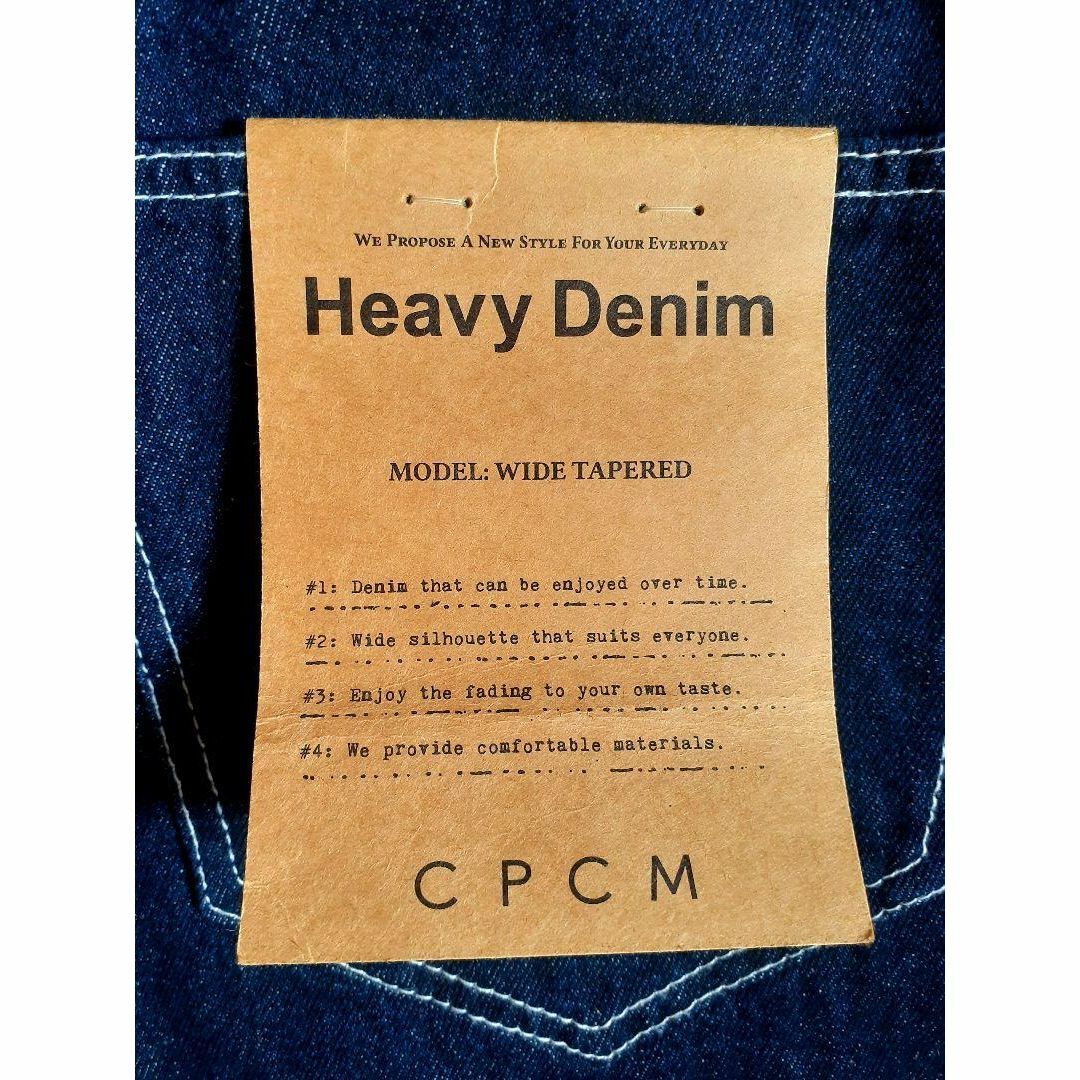 We Propose A New Style For Your Everyday
Heavy Denim
MODEL: WIDE TAPERED
#1: Denim that can be enjoyed over time.
#2: Wide silhouette that suits everyone.
#3: Enjoy the fading to your own taste.
#4: We provide comfortable materials.
CPCM